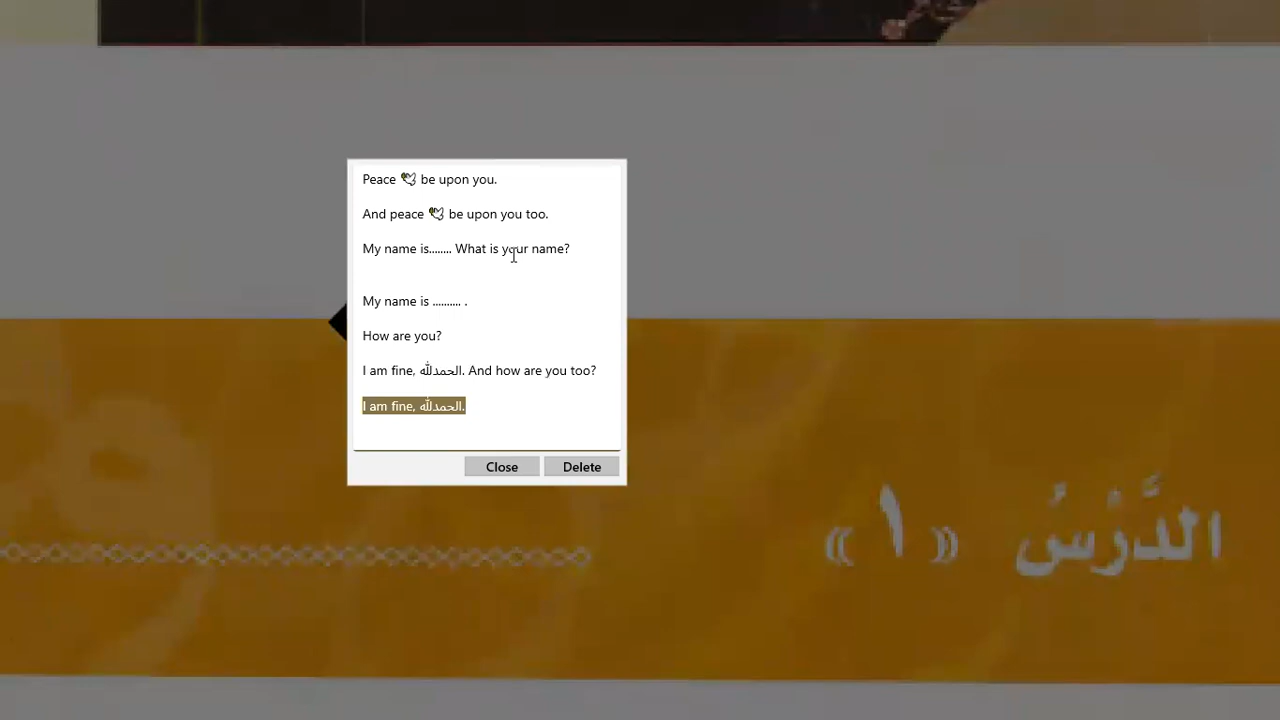 Peace 🕊 be upon you.
And peace 🕊 be upon you too.
My name is........ What is your name?
My name is .......... .
How are you?
I am fine, الحمدلله. And how are you too?
I am fine, الحمدلله.
Close Delete
الدَّرْسُ «١»